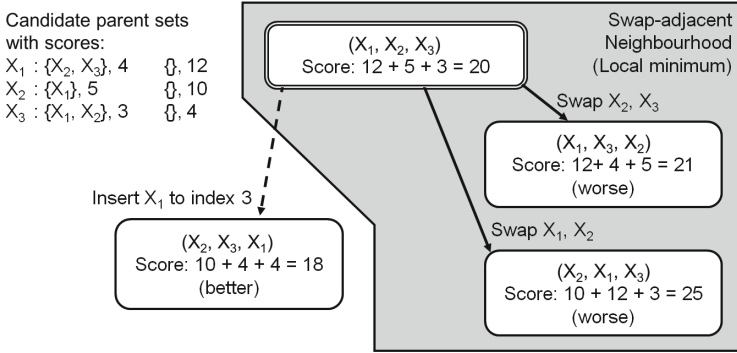 Candidate parent sets
with scores:
X₁ : {X₂, X₃}, 4 {}, 12
X₂ : {X₁}, 5 {}, 10
X₃ : {X₁, X₂}, 3 {}, 4
(X₁, X₂, X₃)
Score: 12 + 5 + 3 = 20
Swap-adjacent
Neighbourhood
(Local minimum)
Swap X₂, X₃
(X₁, X₃, X₂)
Score: 12+ 4 + 5 = 21
(worse)
Insert X₁ to index 3
(X₂, X₃, X₁)
Score: 10 + 4 + 4 = 18
(better)
Swap X₁, X₂
(X₂, X₁, X₃)
Score: 10 + 12 + 3 = 25
(worse)